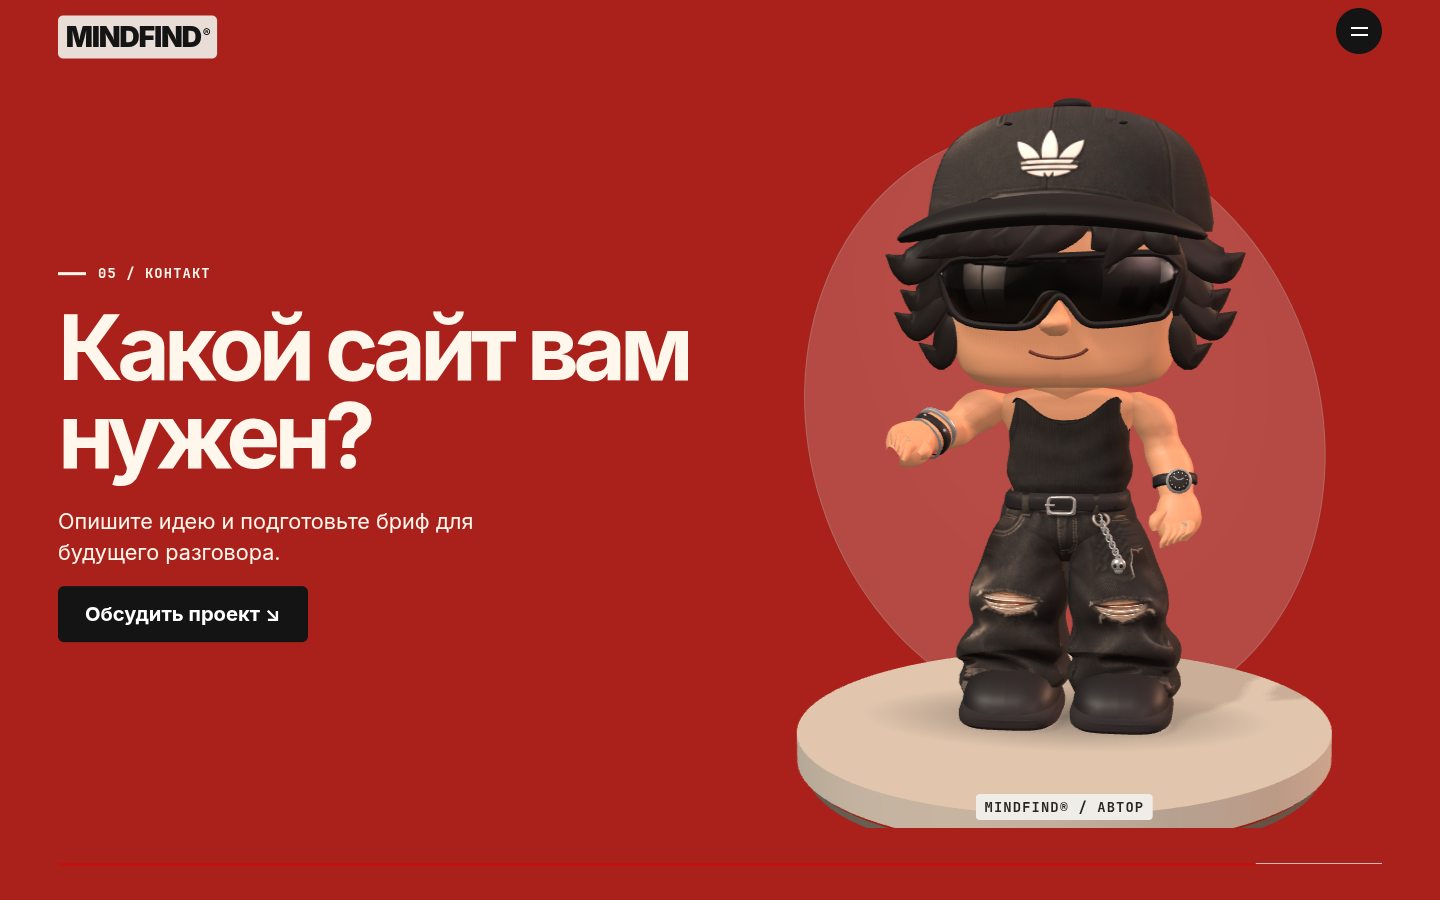 MINDFIND®
05 / КОНТАКТ
Какой сайт вам
нужен?
Опишите идею и подготовьте бриф для
будущего разговора.
Обсудить проект ↘
MINDFIND® / АВТОР